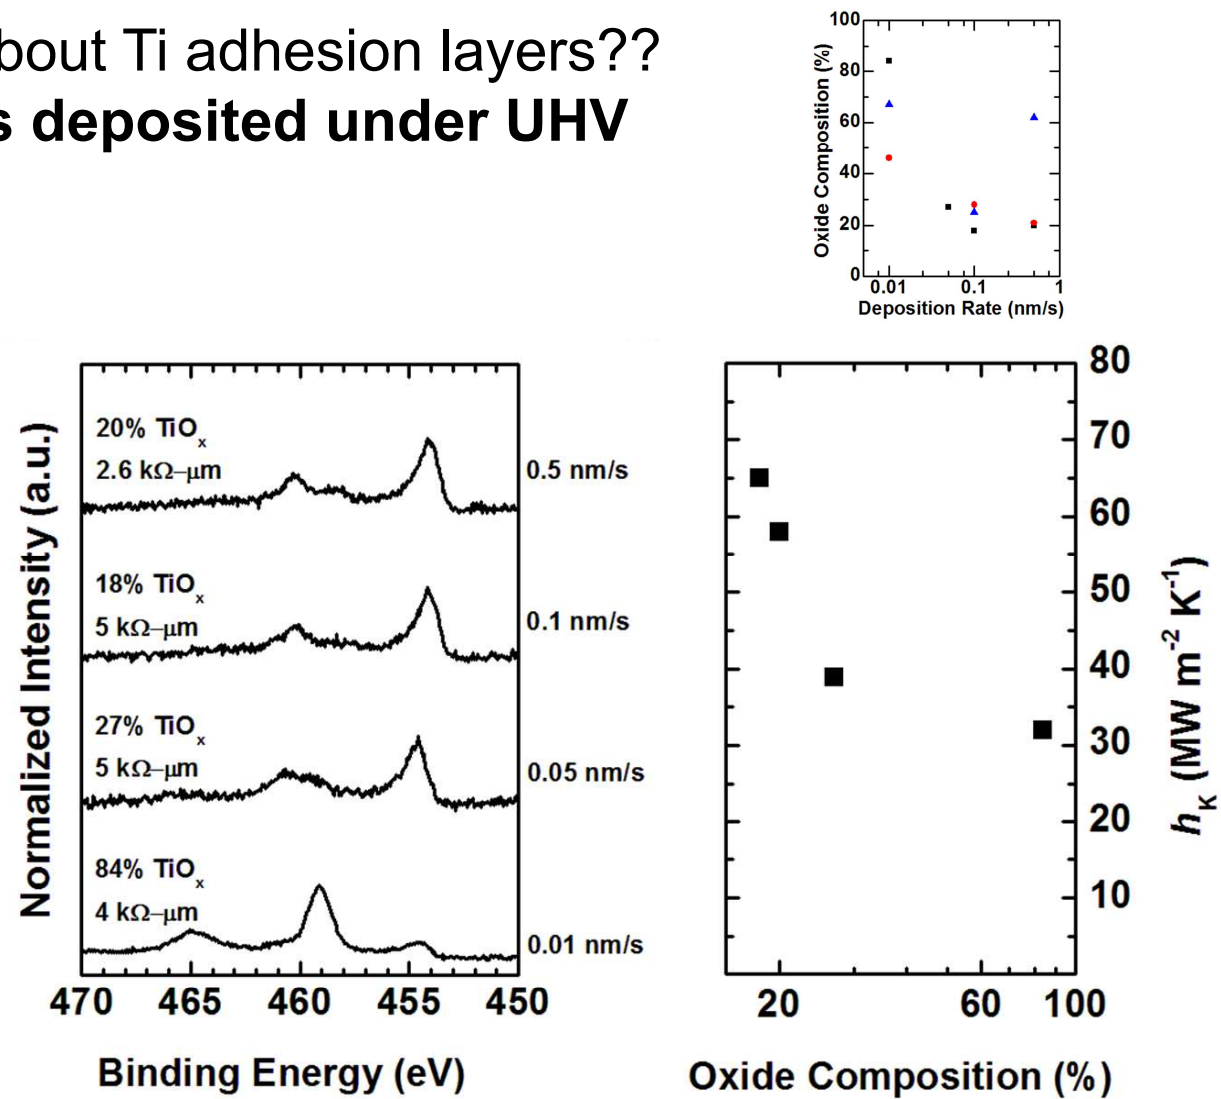 bout Ti adhesion layers??
s deposited under UHV
Oxide Composition (%)
100
80
60
40
20
0
0.01 0.1 1
Deposition Rate (nm/s)
Normalized Intensity (a.u.)
20% TiOx
2.6 kΩ–μm
0.5 nm/s
18% TiOx
5 kΩ–μm
0.1 nm/s
27% TiOx
5 kΩ–μm
0.05 nm/s
84% TiOx
4 kΩ–μm
0.01 nm/s
470 465 460 455 450
Binding Energy (eV)
80
70
60
50
40
30
20
10
hK (MW m-2 K-1)
20 60 100
Oxide Composition (%)